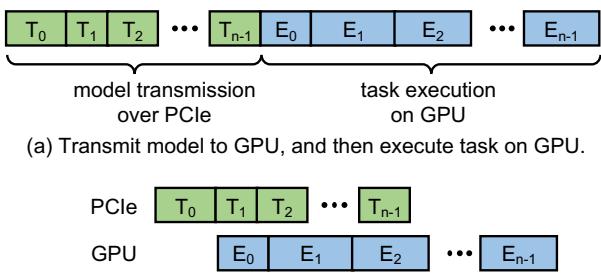 T0 T1 T2 ••• Tn-1 E0 E1 E2 ••• En-1
model transmission task execution
over PCIe on GPU
(a) Transmit model to GPU, and then execute task on GPU.
PCIe T0 T1 T2 ••• Tn-1
GPU E0 E1 E2 ••• En-1